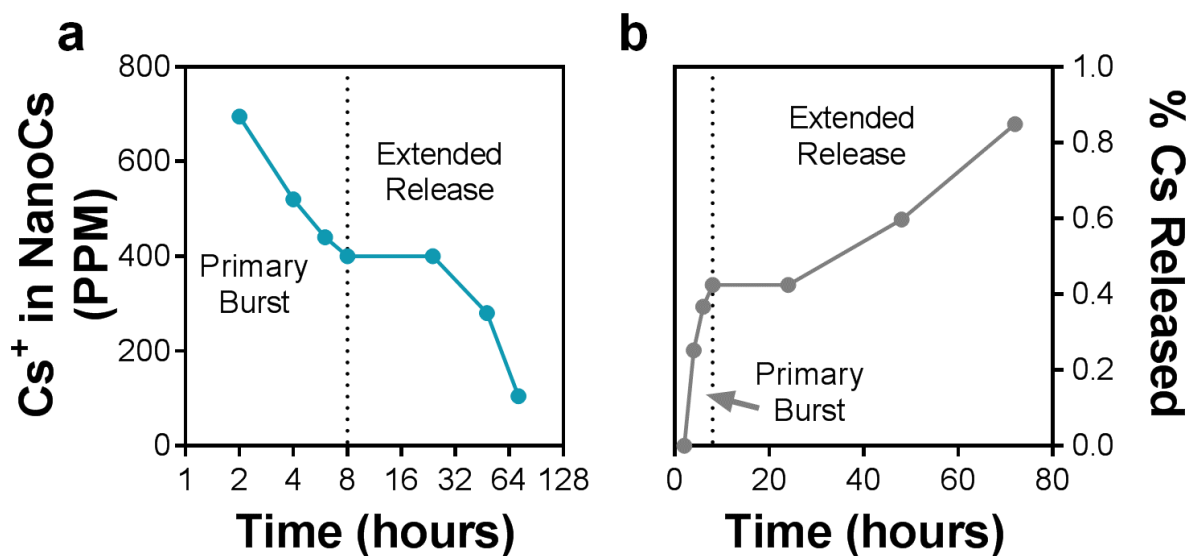 a
Cs+ in NanoCs
(PPM)
800
600
400
200
0
Primary
Burst
Extended
Release
1 2 4 8 16 32 64 128
Time (hours)
b
Extended
Release
Primary
Burst
1.0
0.8
0.6
0.4
0.2
0.0
% Cs Released
0 20 40 60 80
Time (hours)